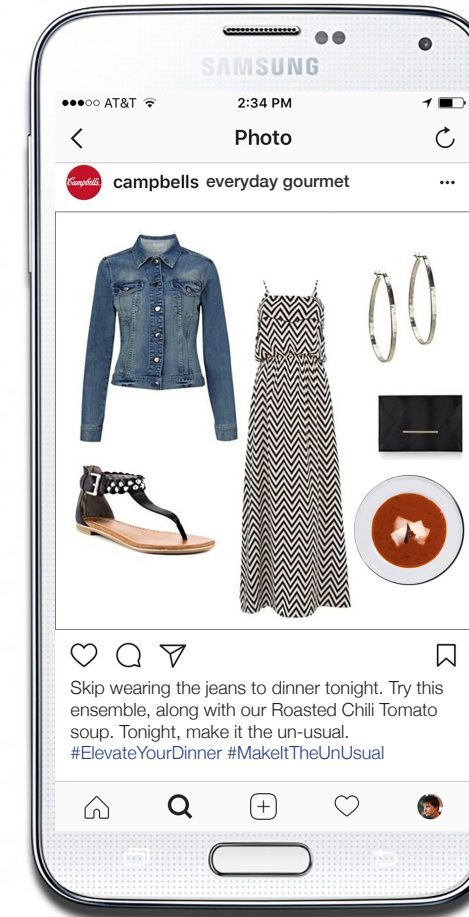 SAMSUNG
AT&T 2:34 PM
Photo
Campbell's campbells everyday gourmet
Skip wearing the jeans to dinner tonight. Try this
ensemble, along with our Roasted Chili Tomato
soup. Tonight, make it the un-usual.
#ElevateYourDinner #MakeItTheUnUsual